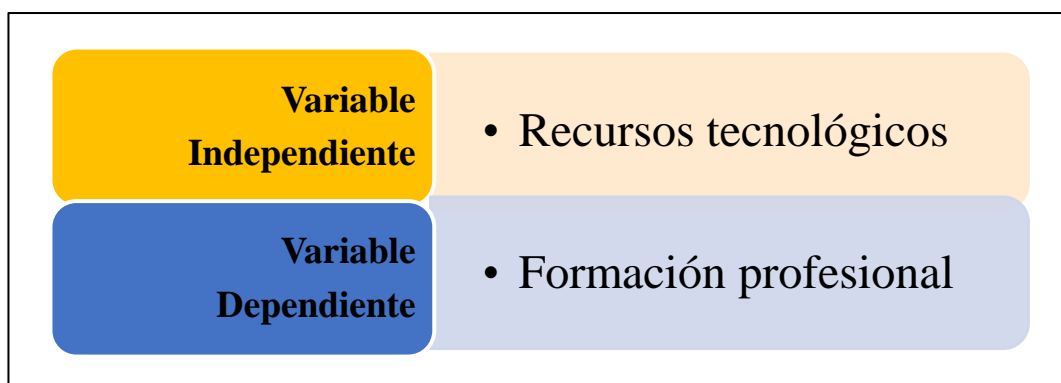 Variable
Independiente
• Recursos tecnológicos
Variable
Dependiente
• Formación profesional